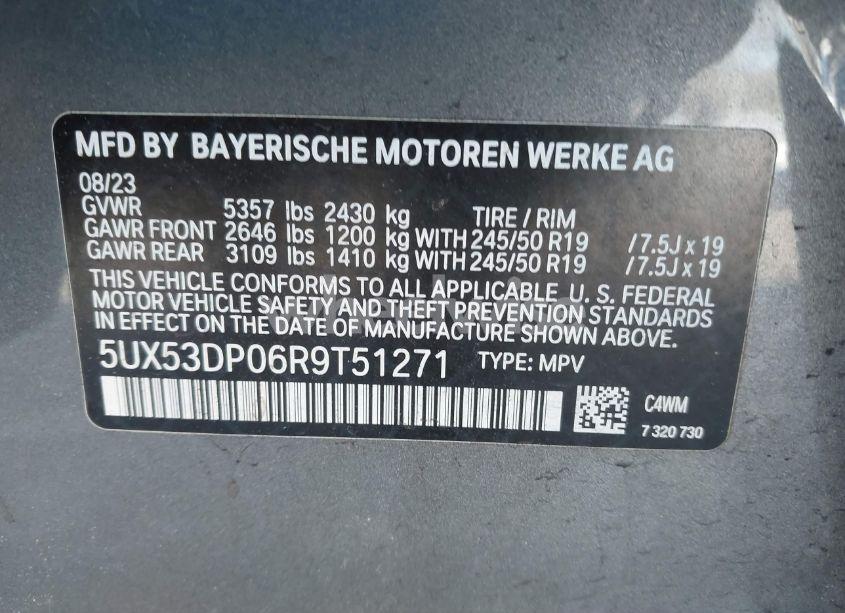 MFD BY BAYERISCHE MOTOREN WERKE AG
08/23
GVWR 5357 lbs 2430 kg TIRE / RIM
GAWR FRONT 2646 lbs 1200 kg WITH 245/50 R19 /7.5J x 19
GAWR REAR 3109 lbs 1410 kg WITH 245/50 R19 /7.5J x 19
THIS VEHICLE CONFORMS TO ALL APPLICABLE U. S. FEDERAL
MOTOR VEHICLE SAFETY AND THEFT PREVENTION STANDARDS
IN EFFECT ON THE DATE OF MANUFACTURE SHOWN ABOVE.
5UX53DP06R9T51271 TYPE: MPV
C4WM
7 320 730